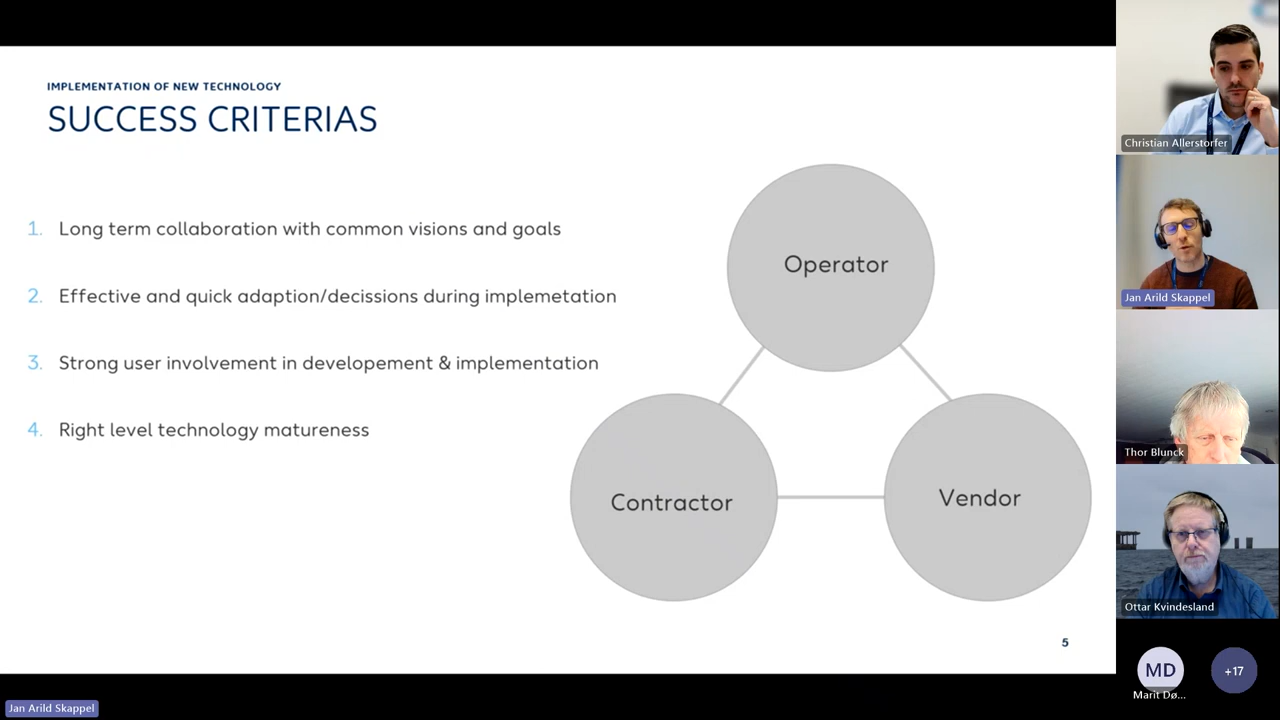 IMPLEMENTATION OF NEW TECHNOLOGY
SUCCESS CRITERIAS
1. Long term collaboration with common visions and goals
2. Effective and quick adaption/decissions during implemetation
3. Strong user involvement in developement & implementation
4. Right level technology matureness
Operator
Contractor
Vendor
5
Christian Allerstorfer
Jan Arild Skappel
Thor Blunck
Ottar Kvindesland
MD
+17
Marit Dø...
Jan Arild Skappel